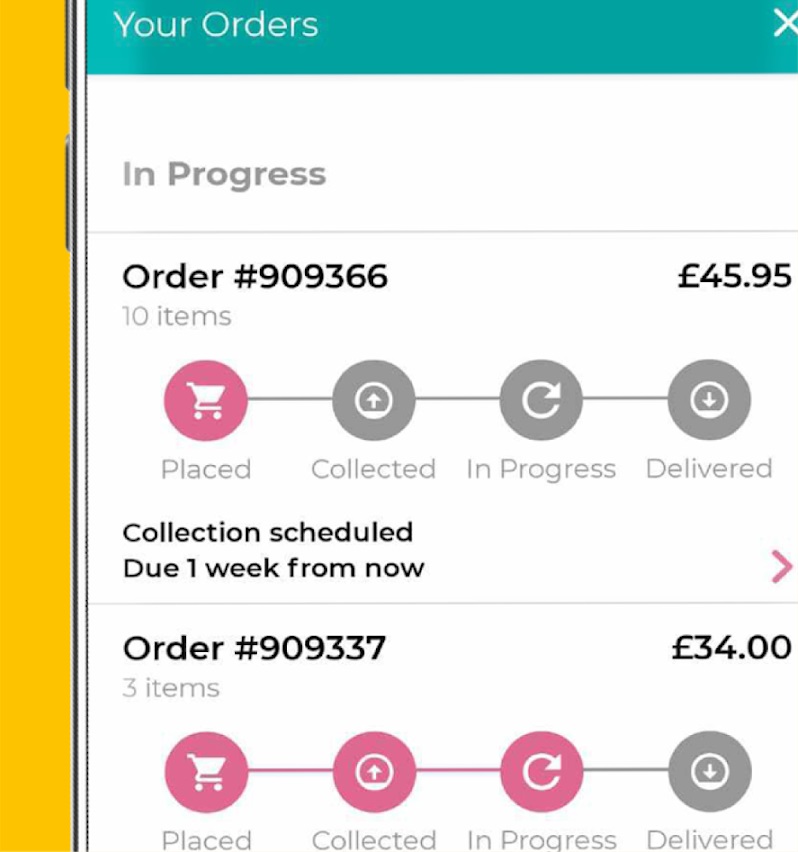 Your Orders
In Progress
Order #909366 £45.95
10 items
Placed Collected In Progress Delivered
Collection scheduled
Due 1 week from now
Order #909337 £34.00
3 items
Placed Collected In Progress Delivered